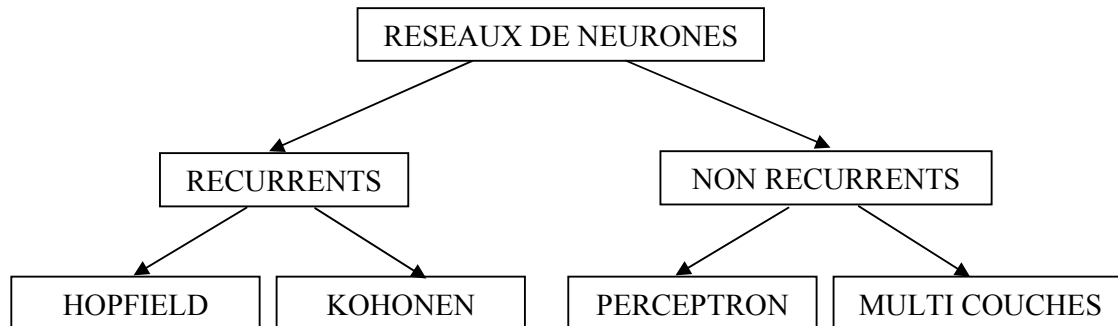 RESEAUX DE NEURONES
RECURRENTS
NON RECURRENTS
HOPFIELD
KOHONEN
PERCEPTRON
MULTI COUCHES